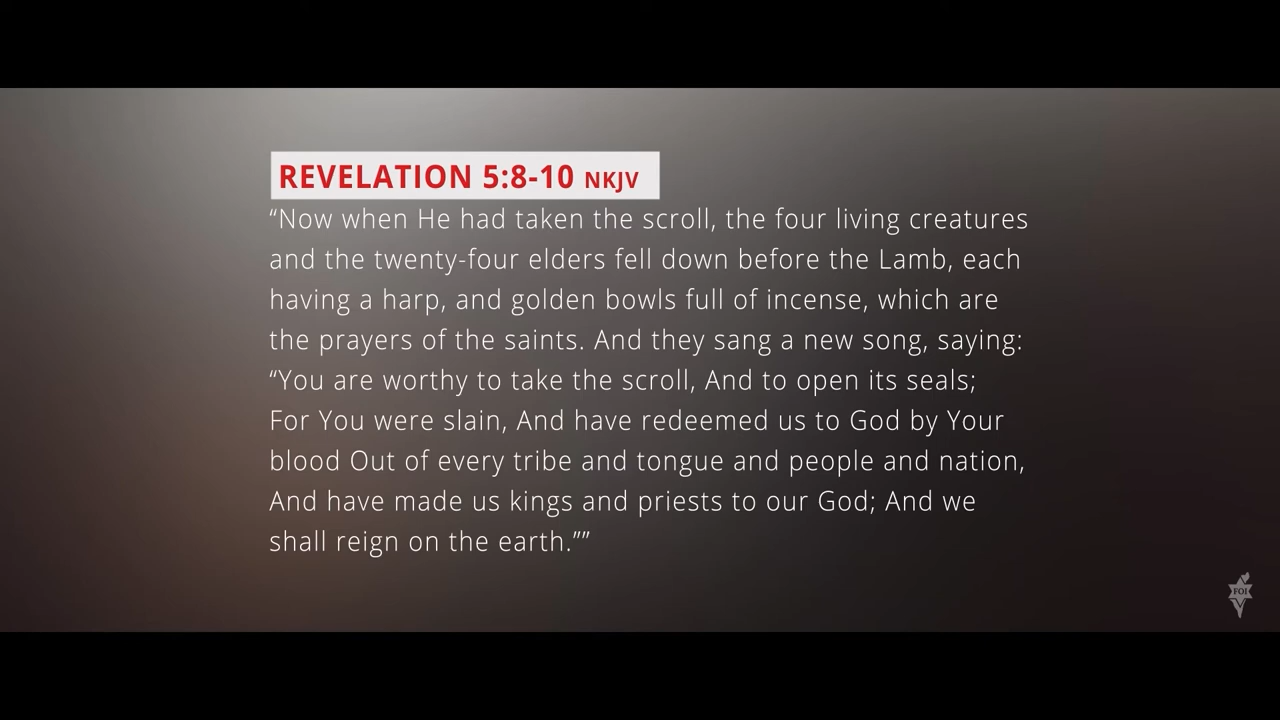 REVELATION 5:8-10 NKJV
“Now when He had taken the scroll, the four living creatures
and the twenty-four elders fell down before the Lamb, each
having a harp, and golden bowls full of incense, which are
the prayers of the saints. And they sang a new song, saying:
“You are worthy to take the scroll, And to open its seals;
For You were slain, And have redeemed us to God by Your
blood Out of every tribe and tongue and people and nation,
And have made us kings and priests to our God; And we
shall reign on the earth.””
FOI